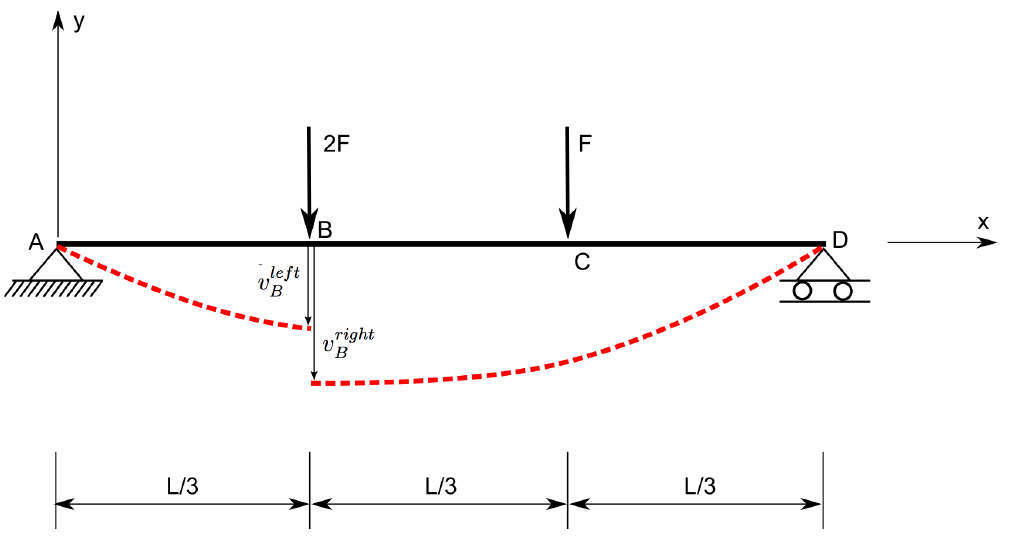 y
2F
F
A
B
x
D
C
v_B^{left}
v_B^{right}
L/3
L/3
L/3